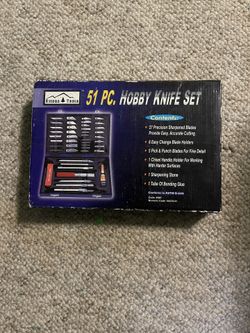 51 PC. HOBBY KNIFE SET
Contents:
37 Precision Sharpened Blades
Provide Easy, Accurate Cutting
6 Easy Change Blade Holders
5 Pick & Punch Blades For Fine Detail
1 Chisel Handle Holder For Working
With Harder Surfaces
1 Sharpening Stone
1 Tube Of Bonding Glue